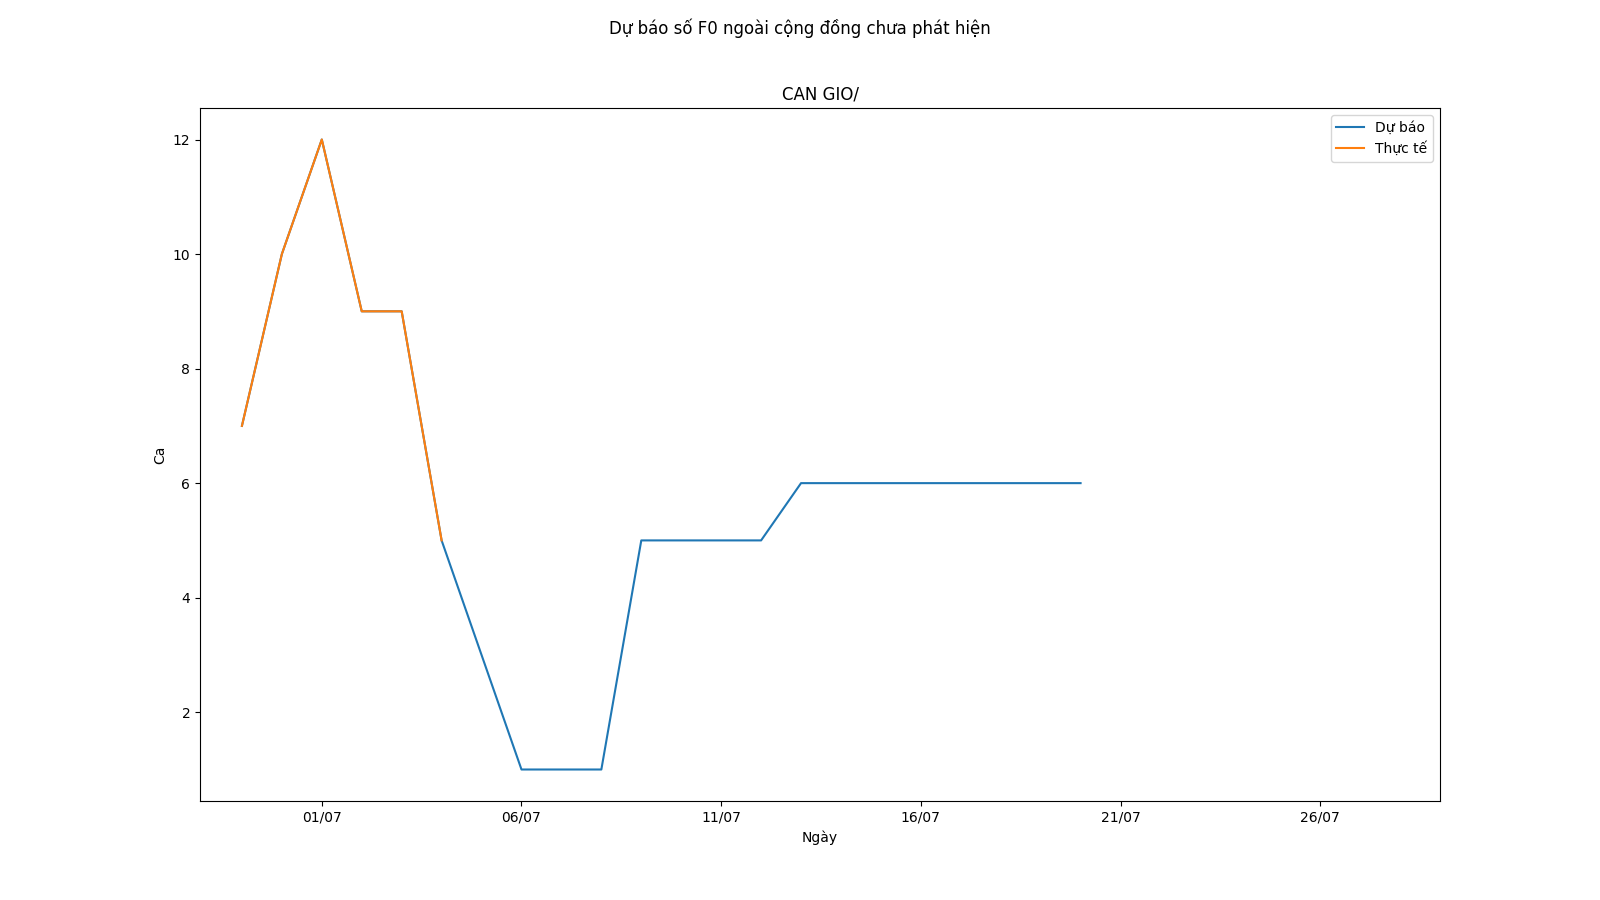 Dự báo số F0 ngoài cộng đồng chưa phát hiện
CAN GIO/
Dự báo
Thực tế
12
10
8
6
4
2
Ca
01/07 06/07 11/07 16/07 21/07 26/07
Ngày